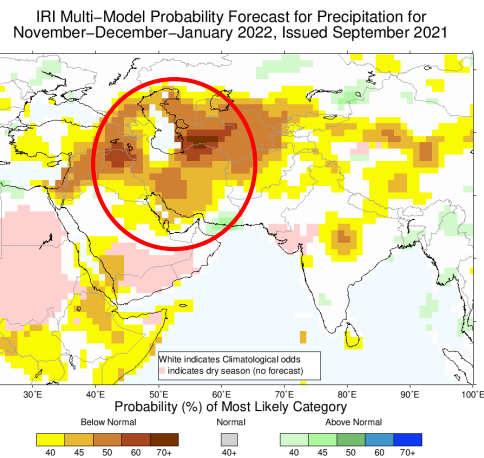 IRI Multi-Model Probability Forecast for Precipitation for
November-December-January 2022, Issued September 2021
White indicates Climatological odds
indicates dry season (no forecast)
30˚E 40˚E 50˚E 60˚E 70˚E 80˚E 90˚E 100˚E
Probability (%) of Most Likely Category
Below Normal Normal Above Normal
40 45 50 60 70+ 40+ 40 45 50 60 70+